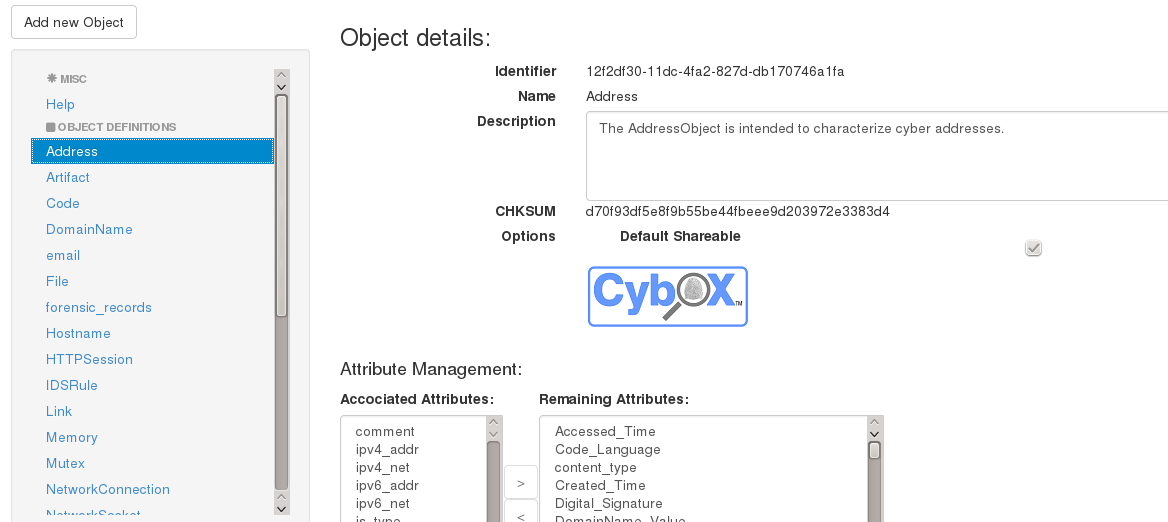 Add new Object
MISC
Help
OBJECT DEFINITIONS
Address
Artifact
Code
DomainName
email
File
forensic_records
Hostname
HTTPSession
IDSRule
Link
Memory
Mutex
NetworkConnection
NetworkSocket
Object details:
Identifier 12f2df30-11dc-4fa2-827d-db170746a1fa
Name Address
Description The AddressObject is intended to characterize cyber addresses.
CHKSUM d70f93df5e8f9b55be44fbeee9d203972e3383d4
Options Default Shareable
CybOX™
Attribute Management:
Accociated Attributes: Remaining Attributes:
comment Accessed_Time
ipv4_addr Code_Language
ipv4_net content_type
ipv6_addr > Created_Time
ipv6_net Digital_Signature
is_type < DomainName_Value